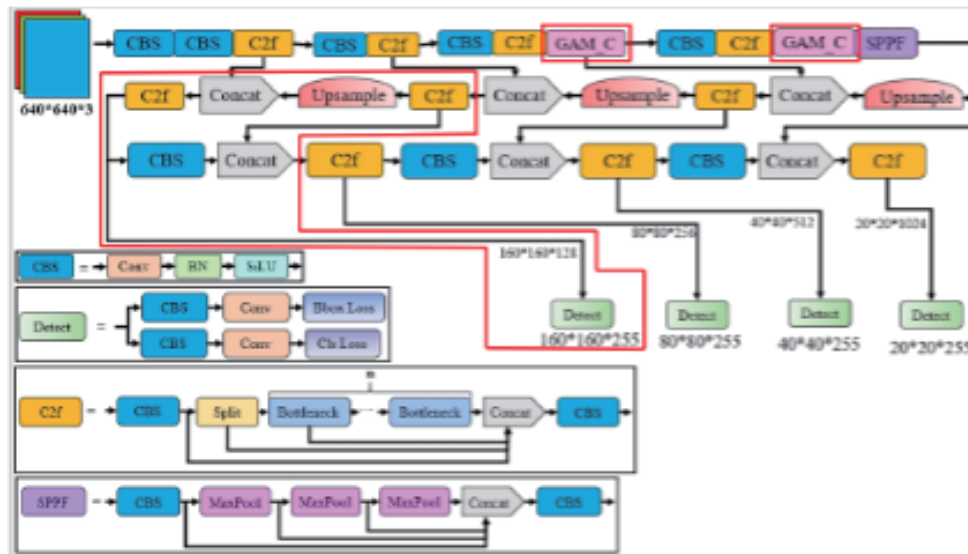 CBS CBS C2f CBS C2f CBS C2f GAM_C CBS C2f GAM_C SPPF
640*640*3
C2f Concat Upsample C2f Concat Upsample C2f Concat Upsample
CBS Concat C2f CBS Concat C2f CBS Concat C2f
160*160*128 80*80*256 40*80*512 20*20*1024
CBS = Conv BN SiLU
Detect = CBS Conv Bbox Loss
CBS Conv Cls Loss
Detect Detect Detect Detect
160*160*255 80*80*255 40*40*255 20*20*255
n
C2f = CBS Split Bottleneck ... Bottleneck Concat CBS
SPPF = CBS MaxPool MaxPool MaxPool Concat CBS